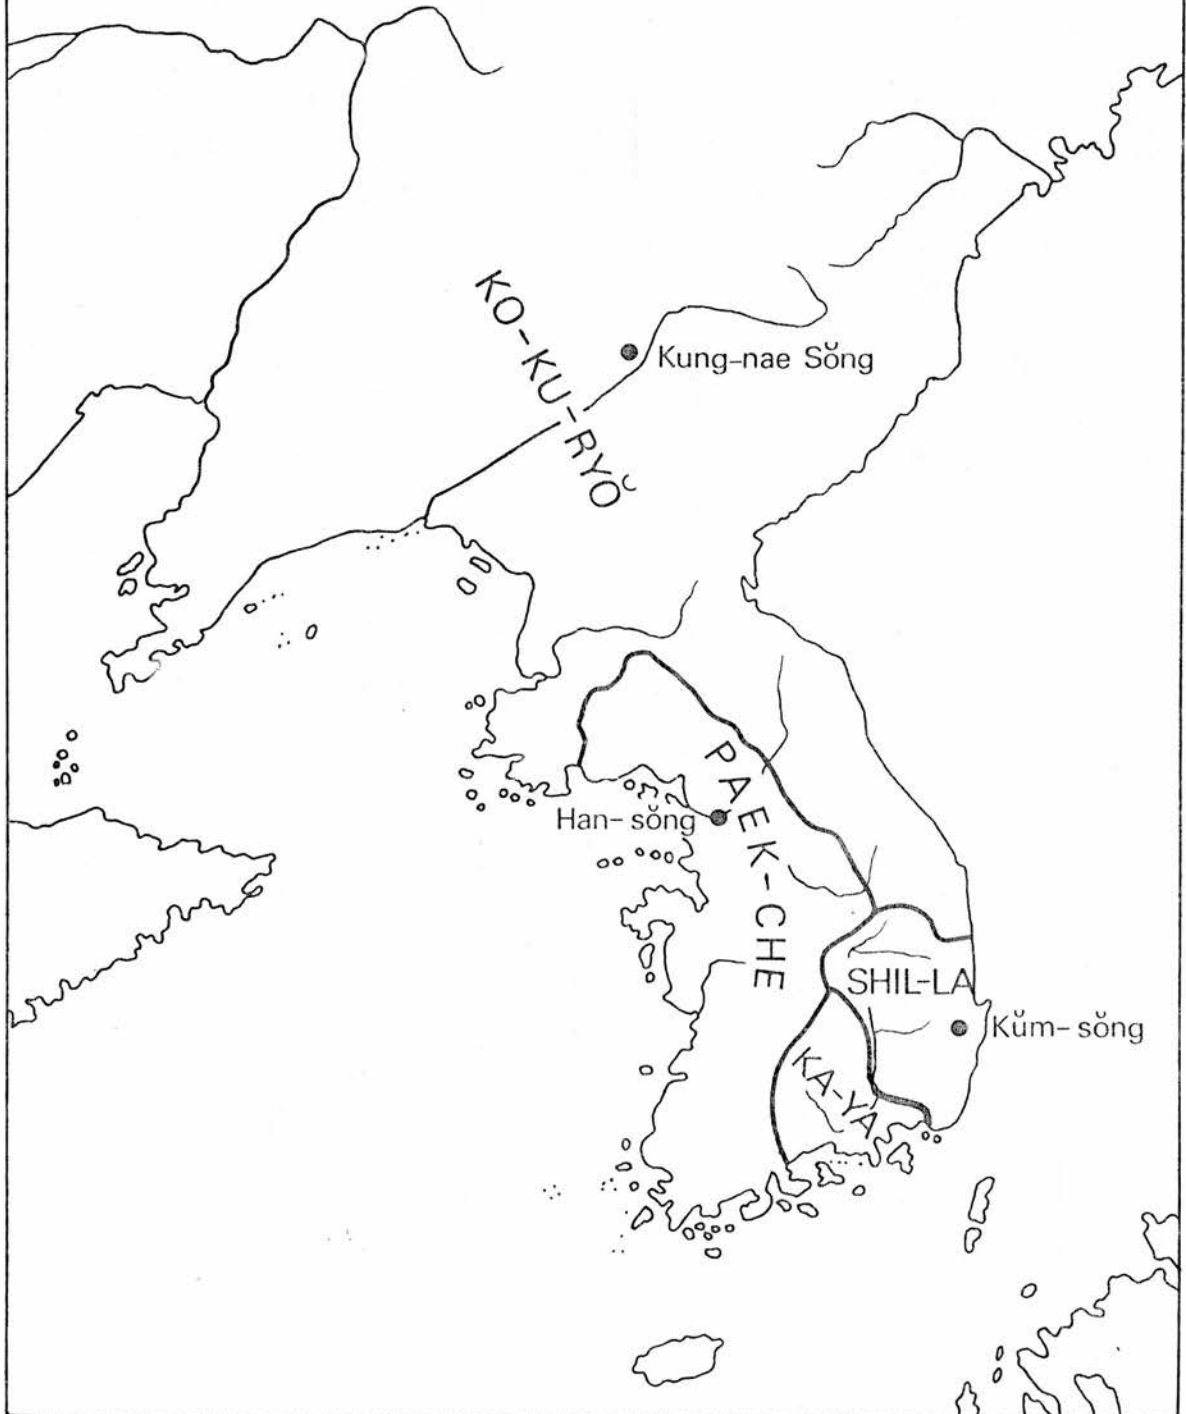 KO-KU-RYŎ
Kung-nae Sŏng
PAEK-CHE
Han-sŏng
SHIL-LA
Kŭm-sŏng
KA-YA